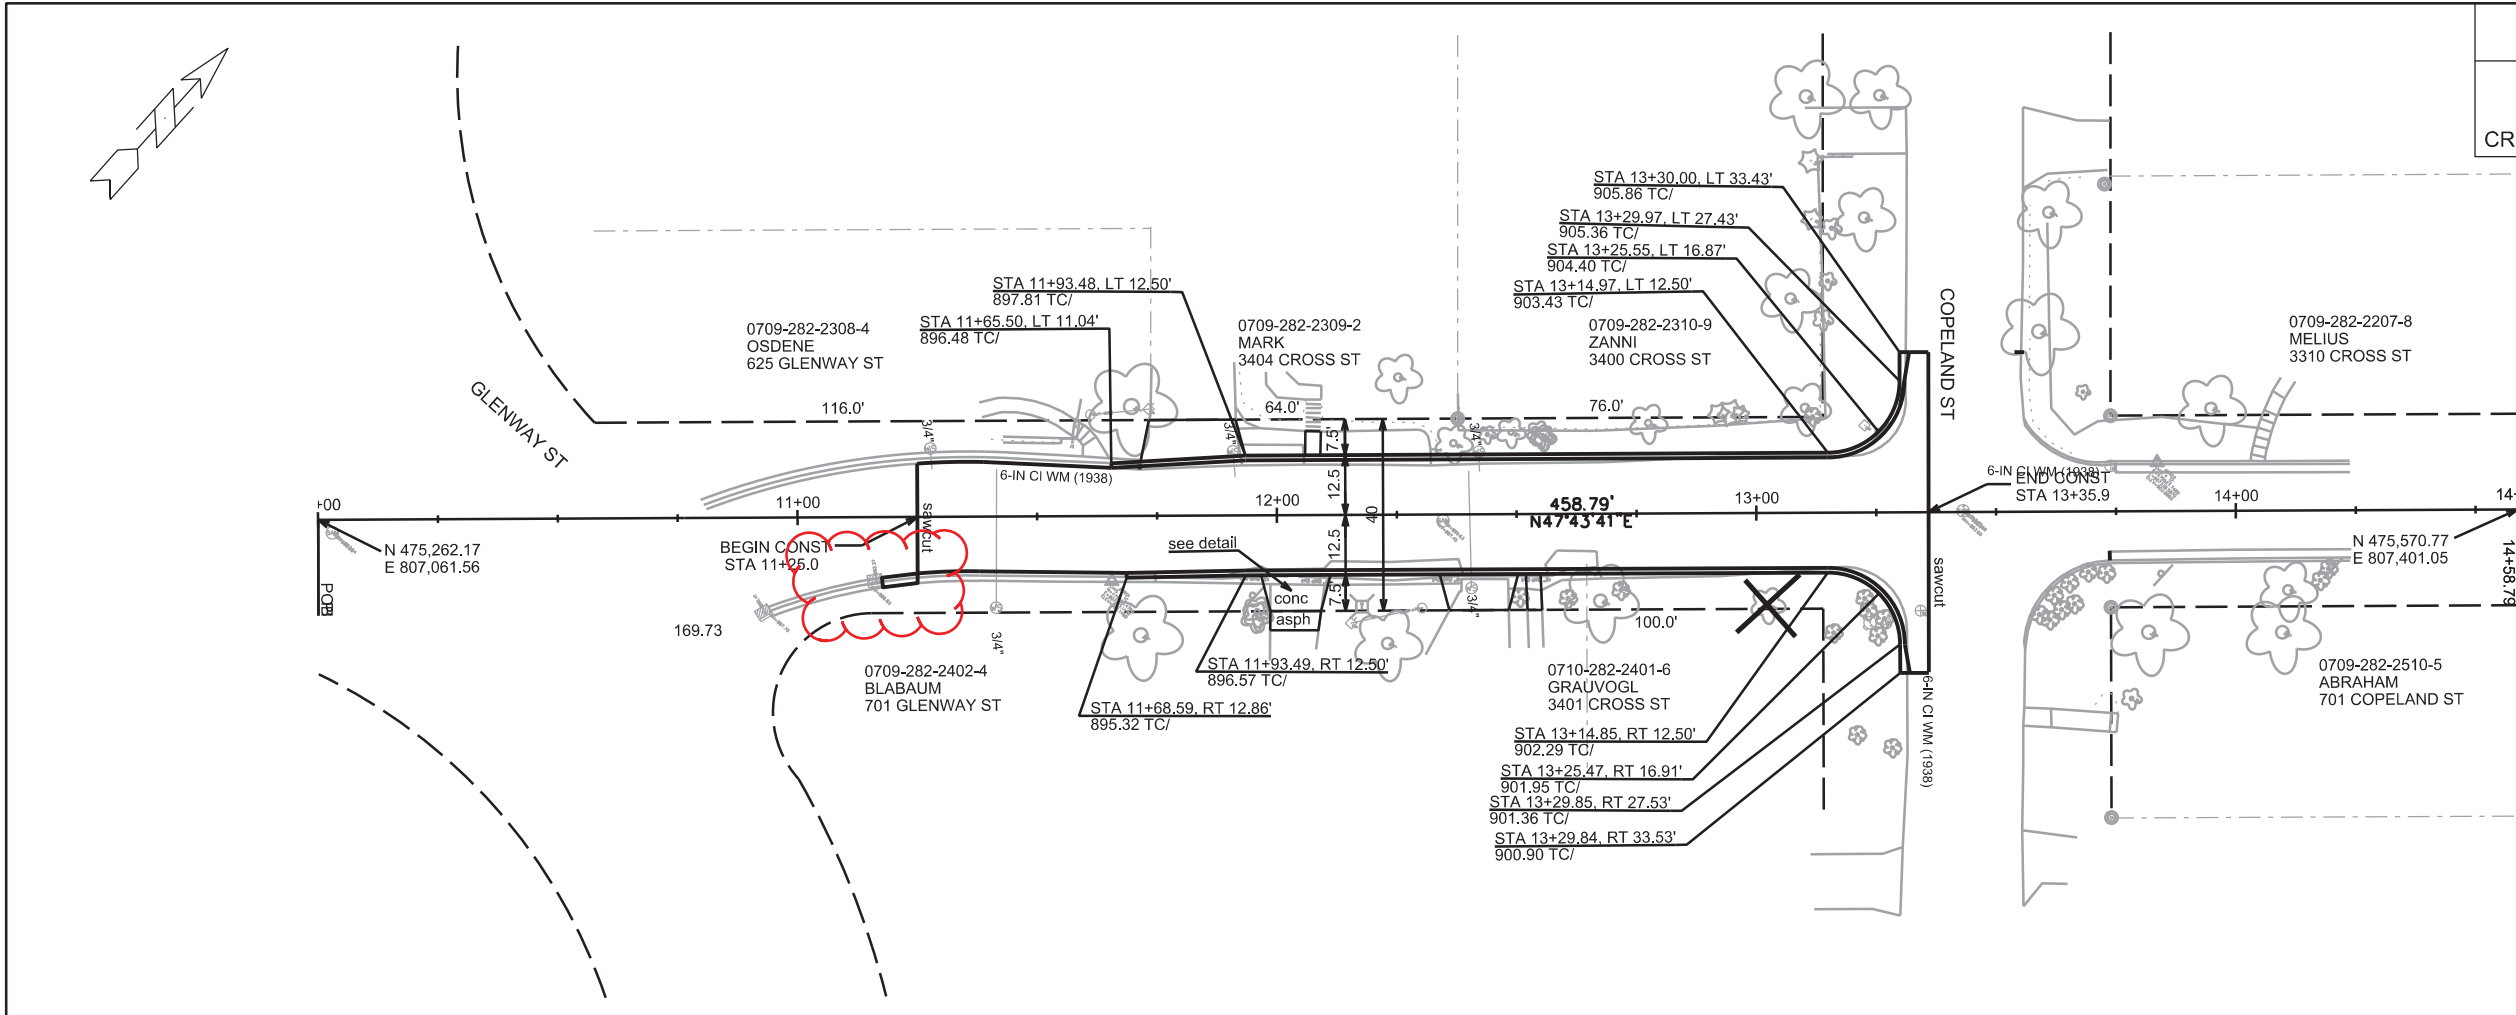 CR
STA 13+30.00, LT 33.43'
905.86 TC/
STA 13+29.97, LT 27.43'
905.36 TC/
STA 13+25.55, LT 16.87'
904.40 TC/
STA 13+14.97, LT 12.50'
903.43 TC/
STA 11+93.48, LT 12.50'
897.81 TC/
STA 11+65.50, LT 11.04'
896.48 TC/
0709-282-2308-4
OSDENE
625 GLENWAY ST
0709-282-2309-2
MARK
3404 CROSS ST
0709-282-2310-9
ZANNI
3400 CROSS ST
COPELAND ST
0709-282-2207-8
MELIUS
3310 CROSS ST
GLENWAY ST
116.0'
64.0'
76.0'
3/4"
3/4"
3/4"
7.5'
12.5
40
12.5
7.5'
6-IN CI WM (1938)
6-IN CI WM (1938)
END CONST
STA 13+35.9
+00
11+00
12+00
13+00
14+00
14+
458.79'
N47°43'41"E
sawcut
BEGIN CONST
STA 11+25.0
see detail
conc
asph
N 475,262.17
E 807,061.56
N 475,570.77
E 807,401.05
14+58.79
POB
sawcut
169.73
3/4"
3/4"
100.0'
0709-282-2402-4
BLABAUM
701 GLENWAY ST
STA 11+93.49, RT 12.50'
896.57 TC/
STA 11+68.59, RT 12.86'
895.32 TC/
0710-282-2401-6
GRAUVOGL
3401 CROSS ST
0709-282-2510-5
ABRAHAM
701 COPELAND ST
6-IN CI WM (1938)
STA 13+14.85, RT 12.50'
902.29 TC/
STA 13+25.47, RT 16.91'
901.95 TC/
STA 13+29.85, RT 27.53'
901.36 TC/
STA 13+29.84, RT 33.53'
900.90 TC/